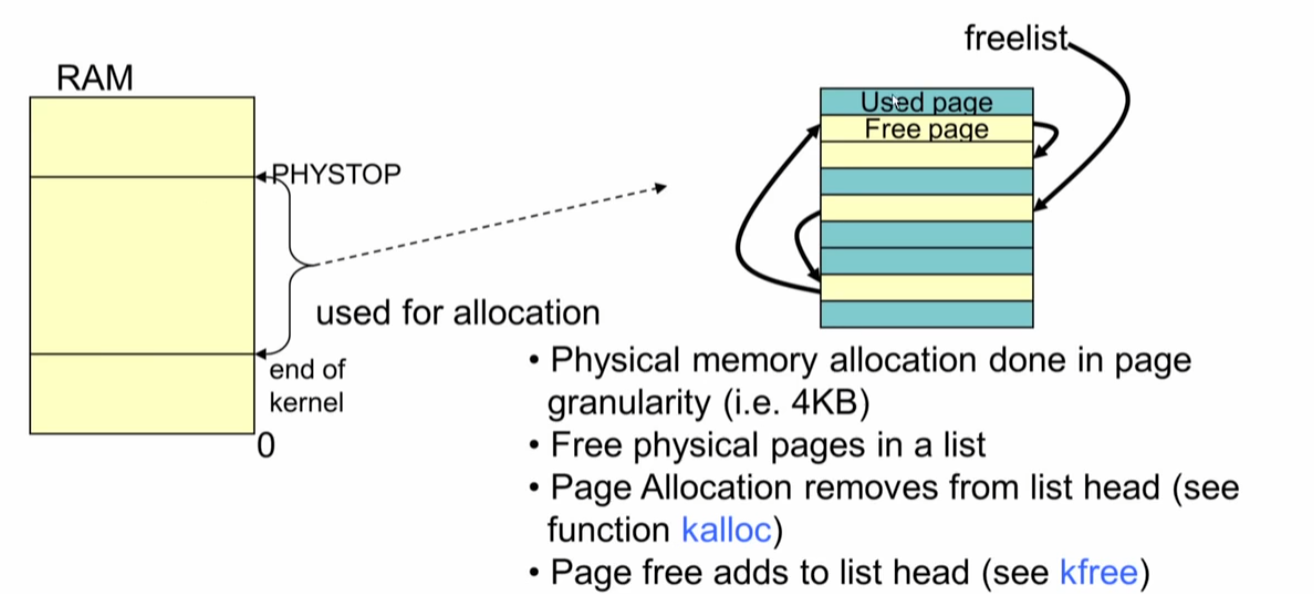 freelist
RAM
Used page
Free page
PHYSTOP
used for allocation
end of
kernel
0
• Physical memory allocation done in page
granularity (i.e. 4KB)
• Free physical pages in a list
• Page Allocation removes from list head (see
function kalloc)
• Page free adds to list head (see kfree)